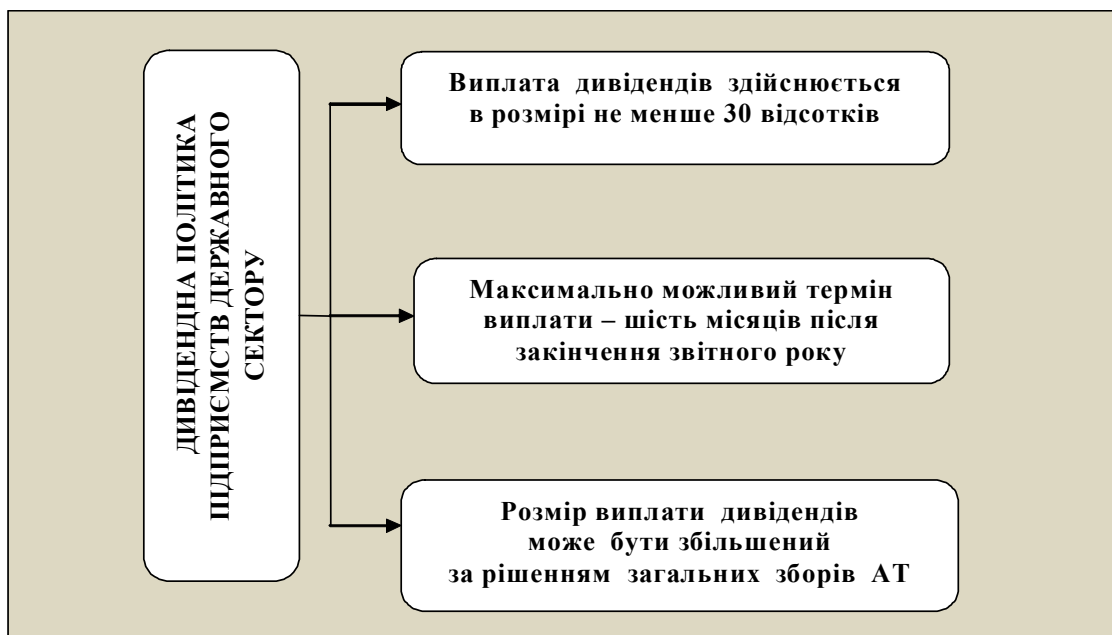 ДИВІДЕНДНА ПОЛІТИКА
ПІДПРИЄМСТВ ДЕРЖАВНОГО
СЕКТОРУ
Виплата дивідендів здійснюється
в розмірі не менше 30 відсотків
Максимально можливий термін
виплати – шість місяців після
закінчення звітного року
Розмір виплати дивідендів
може бути збільшений
за рішенням загальних зборів АТ